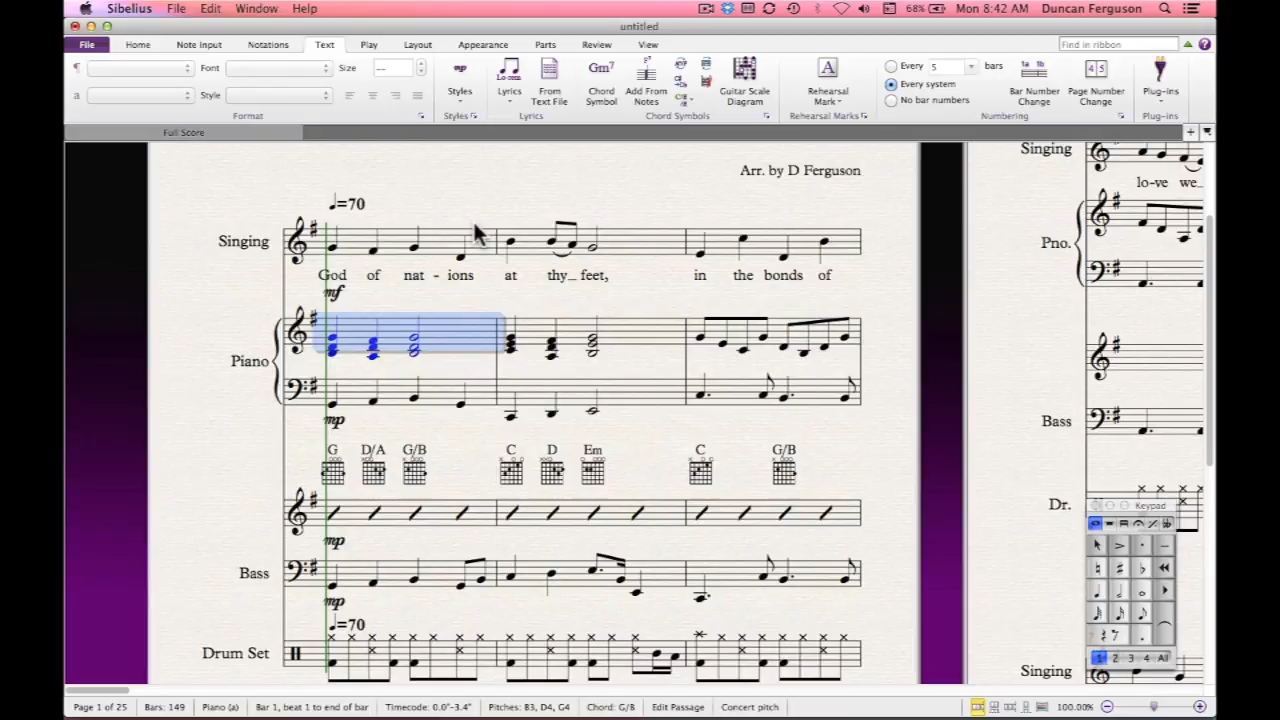 Sibelius File Edit Window Help 68% Mon 8:42 AM Duncan Ferguson
untitled
File Home Note Input Notations Text Play Layout Appearance Parts Review View Find in ribbon
Font Size -- Every 5 bars
Gm7 A Every system
a Style Styles Lyrics From Text File Chord Symbol Add From Notes Guitar Scale Diagram Rehearsal Mark No bar numbers Bar Number Change Page Number Change Plug-ins
Format Styles Lyrics Chord Symbols Rehearsal Marks Numbering Plug-ins
Full Score
Singing
Arr. by D Ferguson
lo-ve we
=70
Singing
Pno.
God of nat - ions at thy_ feet, in the bonds of
mf
Piano
mp
Bass
G D/A G/B C D Em C G/B
Dr.
Keypad
mp
Bass
mp
=70
Drum Set
1 2 3 4 All
Singing
Page 1 of 25 Bars: 149 Piano (a) Bar 1, beat 1 to end of bar Timecode: 0.0"-3.4" Pitches: B3, D4, G4 Chord: G/B Edit Passage Concert pitch 100.00%